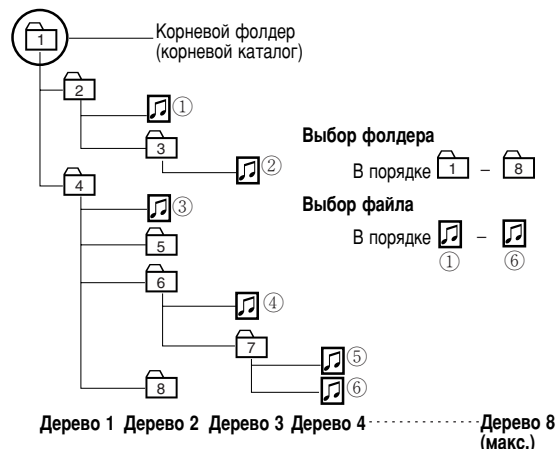 1
Корневой фолдер
(корневой каталог)
2
①
3
②
4
③
5
6
④
7
⑤
⑥
8
Выбор фолдера
В порядке 1 – 8
Выбор файла
В порядке –
① ⑥
Дерево 1 Дерево 2 Дерево 3 Дерево 4 Дерево 8
(макс.)